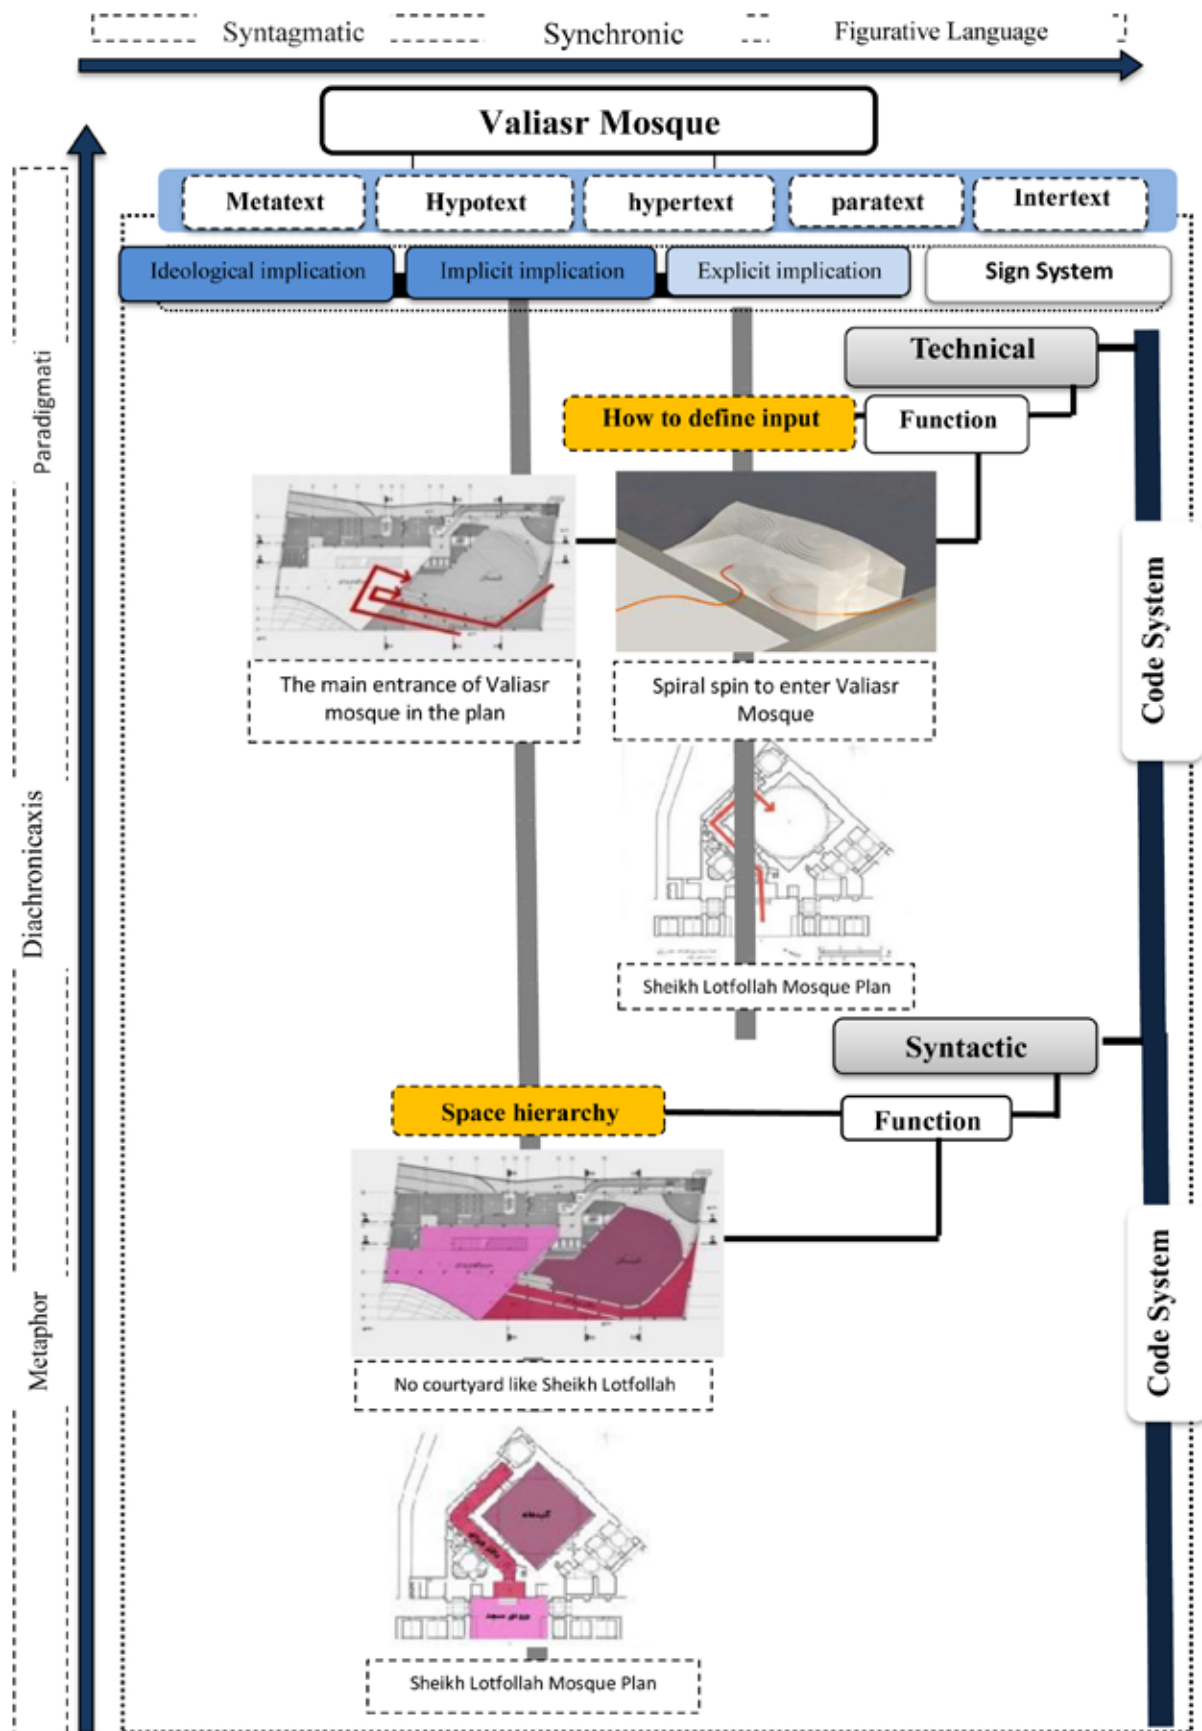 Syntagmatic Synchronic Figurative Language
Valiasr Mosque
Metatext Hypotext hypertext paratext Intertext
Ideological implication Implicit implication Explicit implication Sign System
Technical
How to define input Function
The main entrance of Valiasr
mosque in the plan
Spiral spin to enter Valiasr
Mosque
Sheikh Lotfollah Mosque Plan
Syntactic
Space hierarchy Function
No courtyard like Sheikh Lotfollah
Sheikh Lotfollah Mosque Plan
Paradigmati
Diachronicaxis
Metaphor
Code System
Code System